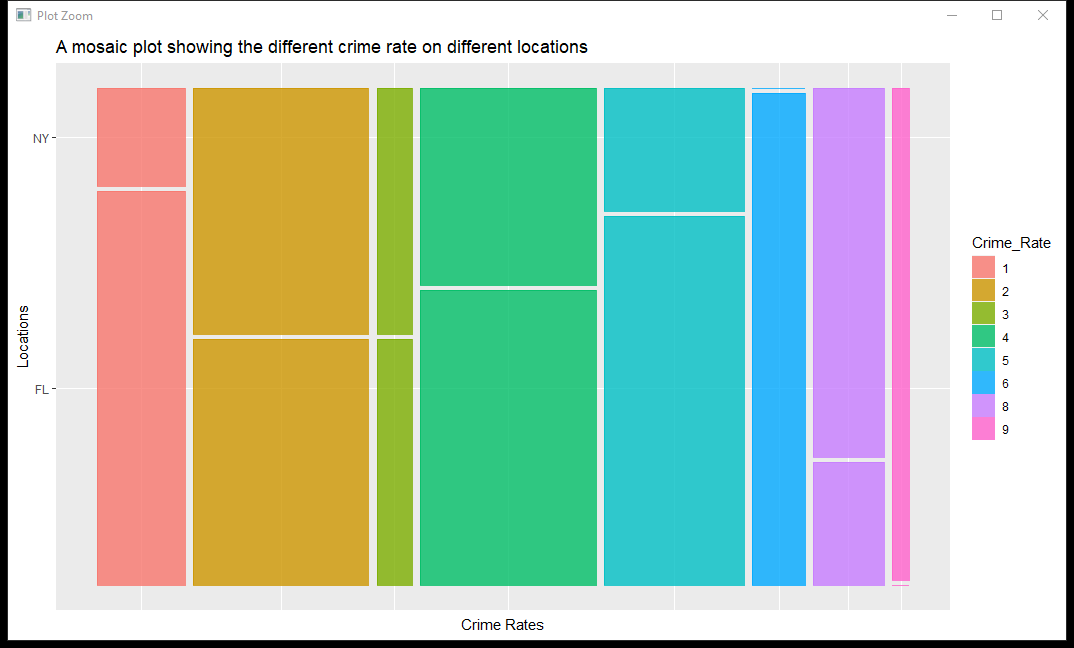 Plot Zoom
A mosaic plot showing the different crime rate on different locations
NY
FL
Locations
Crime Rates
Crime_Rate
1
2
3
4
5
6
8
9